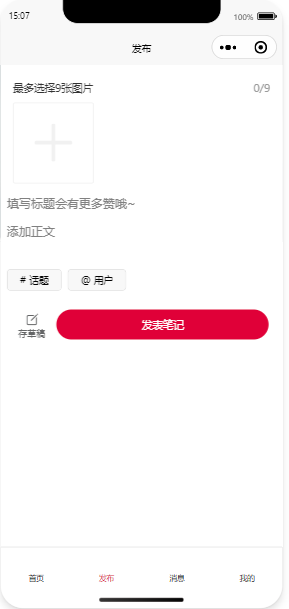 15:07
100%
发布
最多选择9张图片
0/9
填写标题会有更多赞哦~
添加正文
# 话题
@ 用户
存草稿
发表笔记
首页
发布
消息
我的